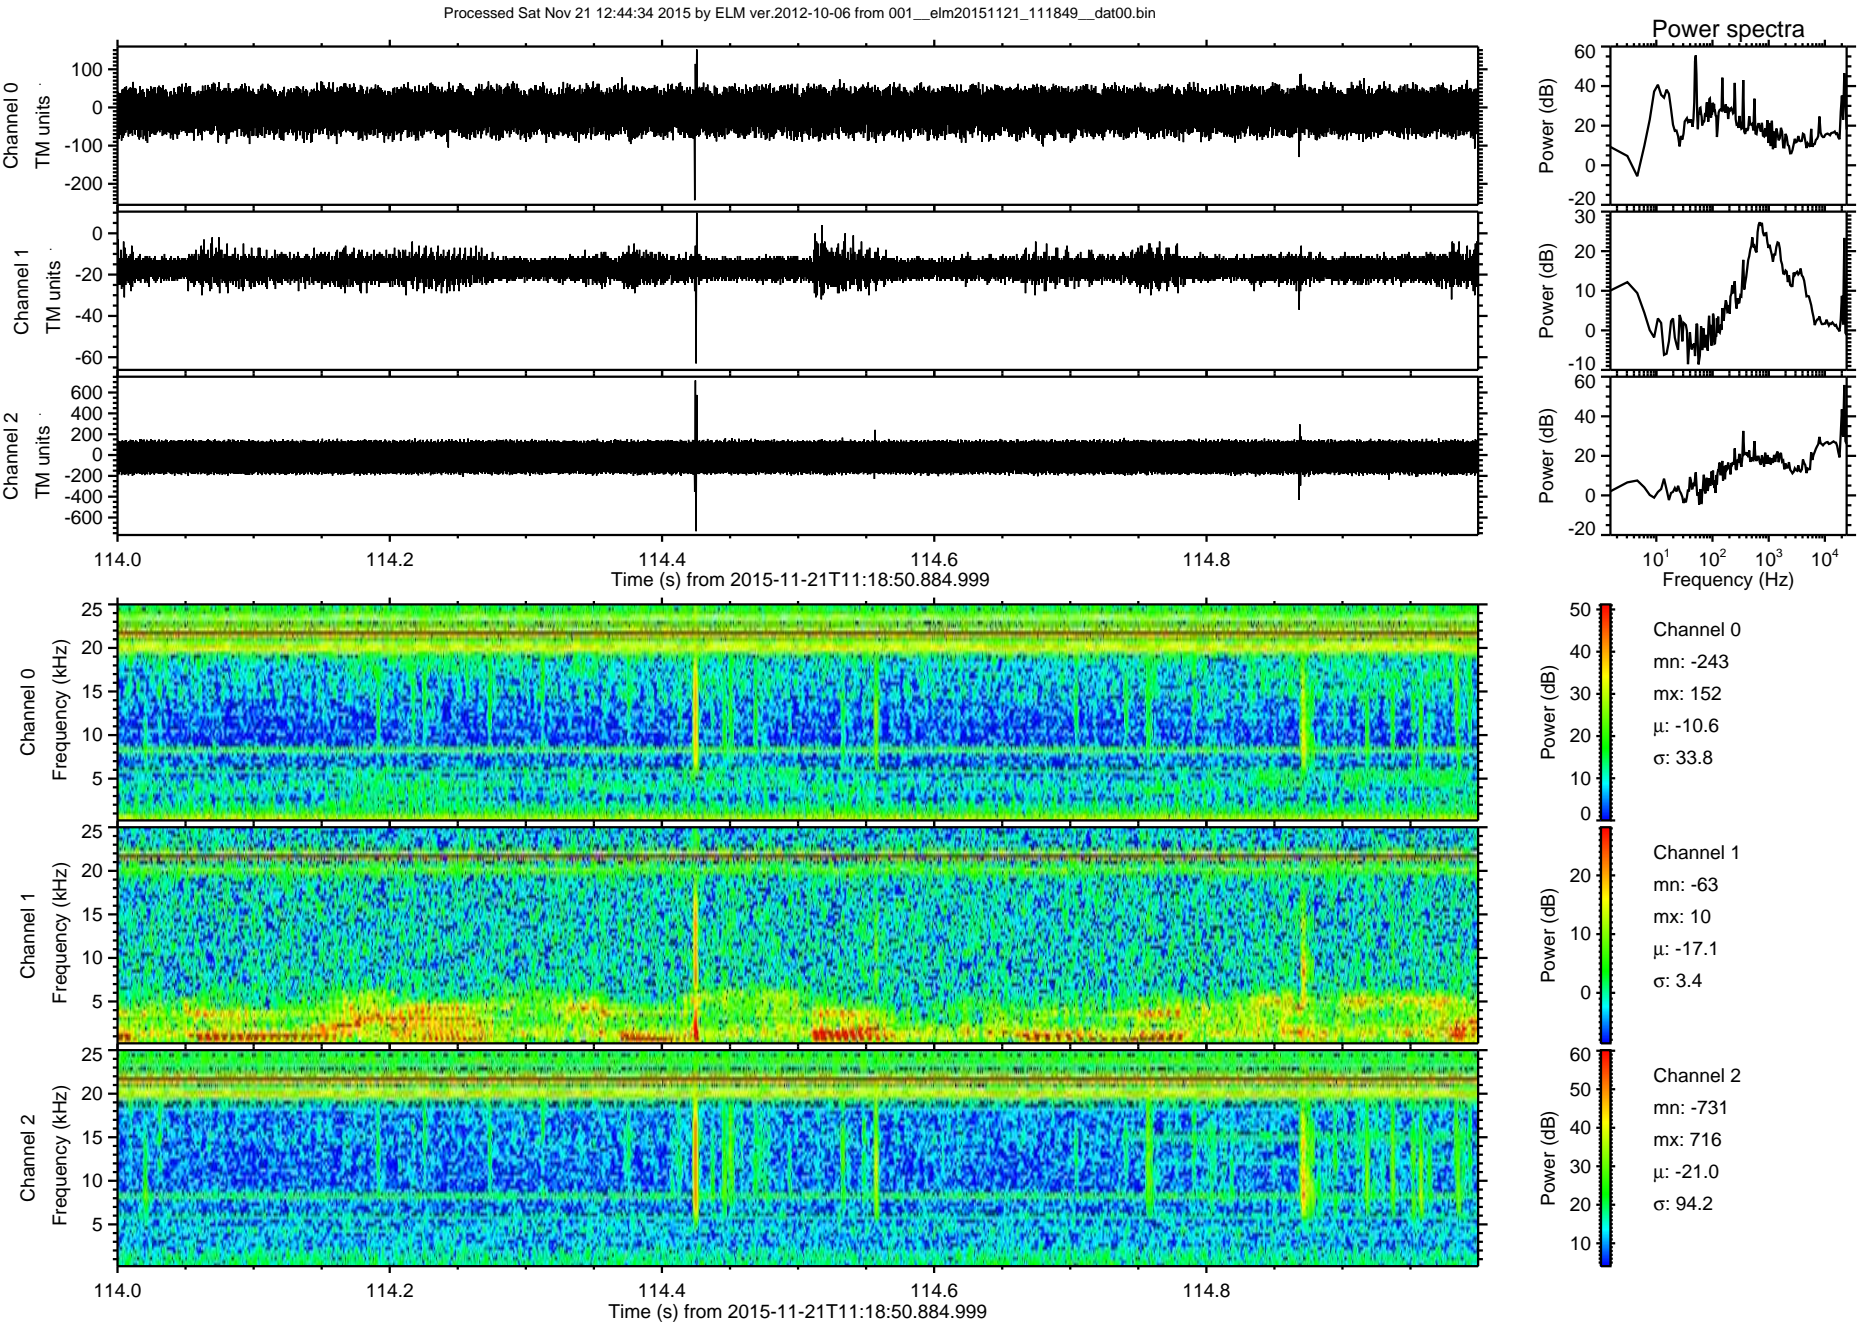 Processed Sat Nov 21 12:44:34 2015 by ELM ver.2012-10-06 from 001__elm20151121_111849__dat00.bin
Power spectra
Channel 0
TM units
100
0
-100
-200
Power (dB)
60
40
20
0
-20
Channel 1
TM units
0
-20
-40
-60
Power (dB)
30
20
10
0
-10
Channel 2
TM units
600
400
200
0
-200
-400
-600
Power (dB)
60
40
20
0
-20
114.0 114.2 114.4 114.6 114.8
Time (s) from 2015-11-21T11:18:50.884.999
10¹ 10² 10³ 10⁴
Frequency (Hz)
Channel 0
Frequency (kHz)
25
20
15
10
5
Power (dB)
50
40
30
20
10
0
Channel 0
mn: -243
mx: 152
μ: -10.6
σ: 33.8
Channel 1
Frequency (kHz)
25
20
15
10
5
Power (dB)
20
10
0
Channel 1
mn: -63
mx: 10
μ: -17.1
σ: 3.4
Channel 2
Frequency (kHz)
25
20
15
10
5
Power (dB)
60
50
40
30
20
10
Channel 2
mn: -731
mx: 716
μ: -21.0
σ: 94.2
114.0 114.2 114.4 114.6 114.8
Time (s) from 2015-11-21T11:18:50.884.999